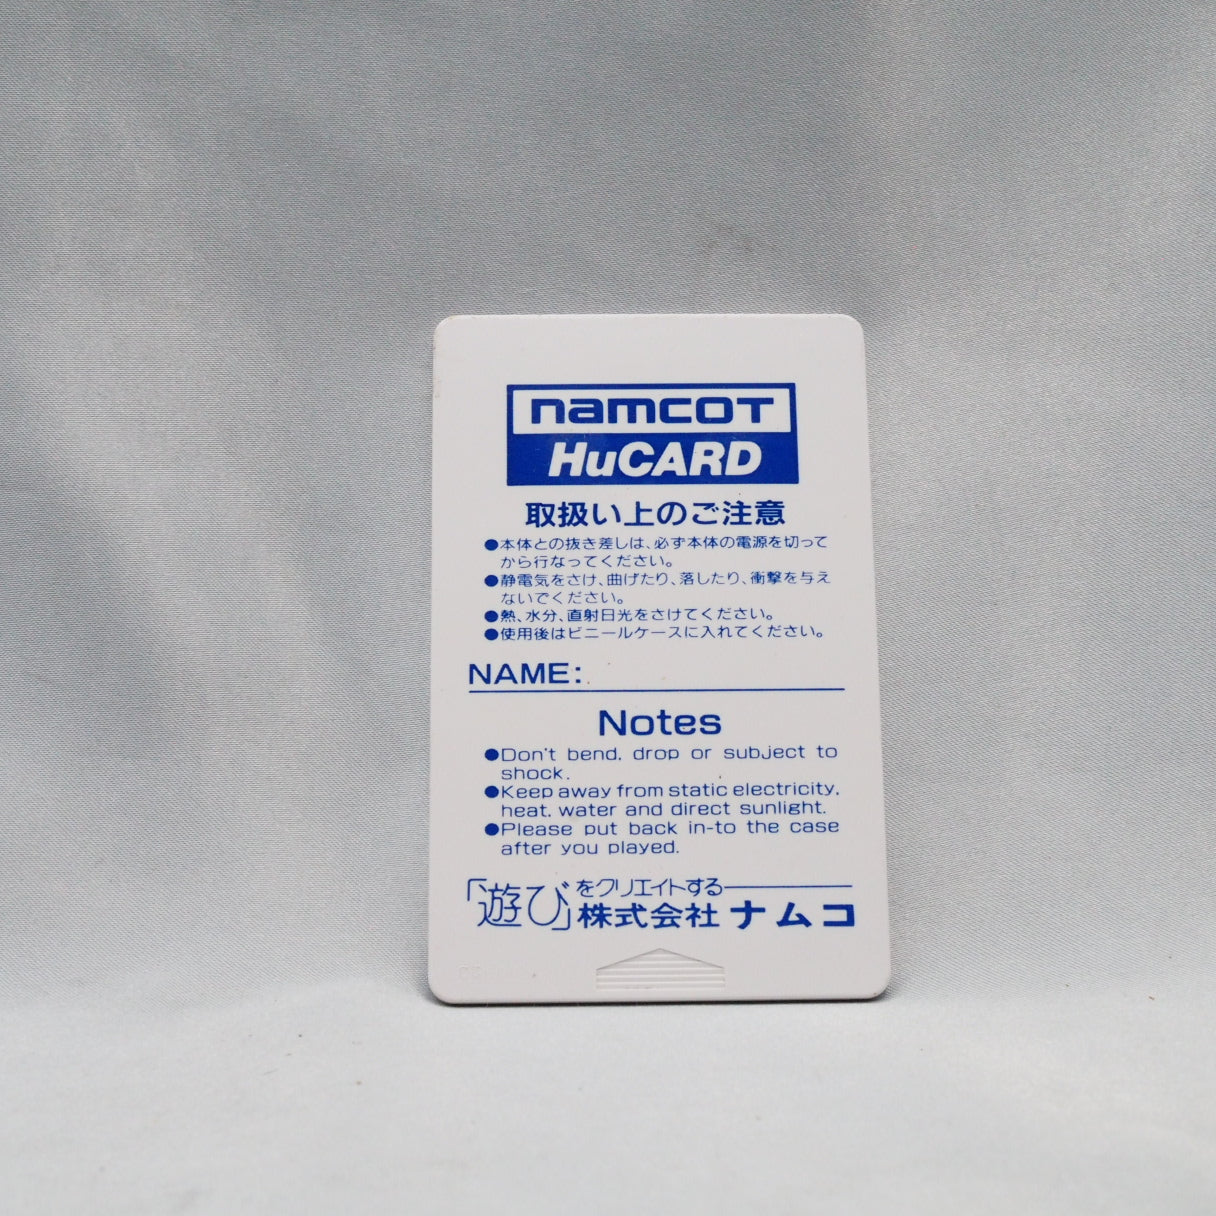 namcoT
HuCARD
取扱い上のご注意
●本体との抜き差しは、必ず本体の電源を切って
から行なってください。
●静電気をさけ、曲げたり、落したり、衝撃を与え
ないでください。
●熱、水分、直射日光をさけてください。
●使用後はビニールケースに入れてください。
NAME:
Notes
●Don't bend, drop or subject to
shock.
●Keep away from static electricity,
heat, water and direct sunlight.
●Please put back in-to the case
after you played.
「遊び」をクリエイトする
株式会社ナムコ